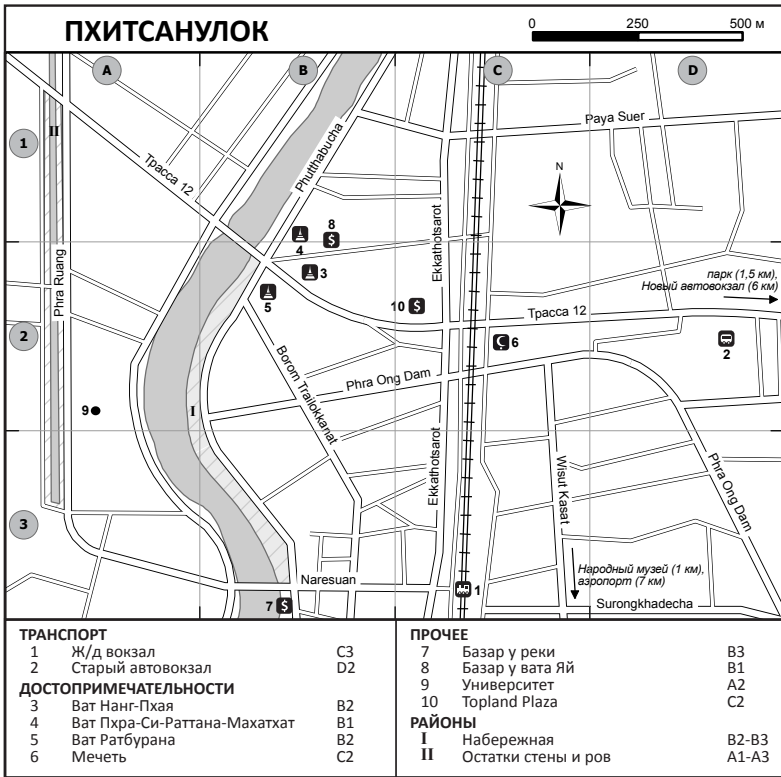 ПХИТСАНУЛОК
0 250 500 м
A B C D
1
2
3
II
Трасса 12
Phutthabucha
Paya Suer
N
Phra Ruang
Ekkathotsarot
8
4
3
5
10
парк (1,5 км),
Новый автовокзал (6 км)
Трасса 12
6
2
Phra Ong Dam
Borom Trailokkanat
9
I
Ekkathotsarot
Wisut Kasat
Phra Ong Dam
Народный музей (1 км),
аэропорт (7 км)
Naresuan
1
Surongkhadecha
7
ТРАНСПОРТ
1 Ж/д вокзал C3
2 Старый автовокзал D2
ДОСТОПРИМЕЧАТЕЛЬНОСТИ
3 Ват Нанг-Пхая B2
4 Ват Пхра-Си-Раттана-Махатхат B1
5 Ват Ратбурана B2
6 Мечеть C2
ПРОЧЕЕ
7 Базар у реки B3
8 Базар у вата Яй B1
9 Университет A2
10 Topland Plaza C2
РАЙОНЫ
I Набережная B2-B3
II Остатки стены и ров A1-A3